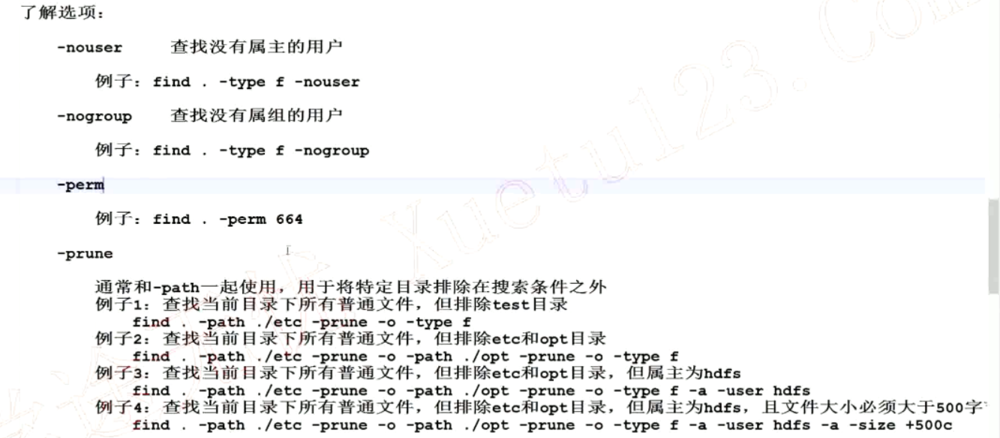 了解选项：
-nouser 查找没有属主的用户
例子：find . -type f -nouser
-nogroup 查找没有属组的用户
例子：find . -type f -nogroup
-perm
例子：find . -perm 664
-prune
通常和-path一起使用，用于将特定目录排除在搜索条件之外
例子1：查找当前目录下所有普通文件，但排除test目录
find . -path ./etc -prune -o -type f
例子2：查找当前目录下所有普通文件，但排除etc和opt目录
find . -path ./etc -prune -o -path ./opt -prune -o -type f
例子3：查找当前目录下所有普通文件，但排除etc和opt目录，但属主为hdfs
find . -path ./etc -prune -o -path ./opt -prune -o -type f -a -user hdfs
例子4：查找当前目录下所有普通文件，但排除etc和opt目录，但属主为hdfs，且文件大小必须大于500字
find . -path ./etc -prune -o -path ./opt -prune -o -type f -a -user hdfs -a -size +500c
Xuetu123.Com